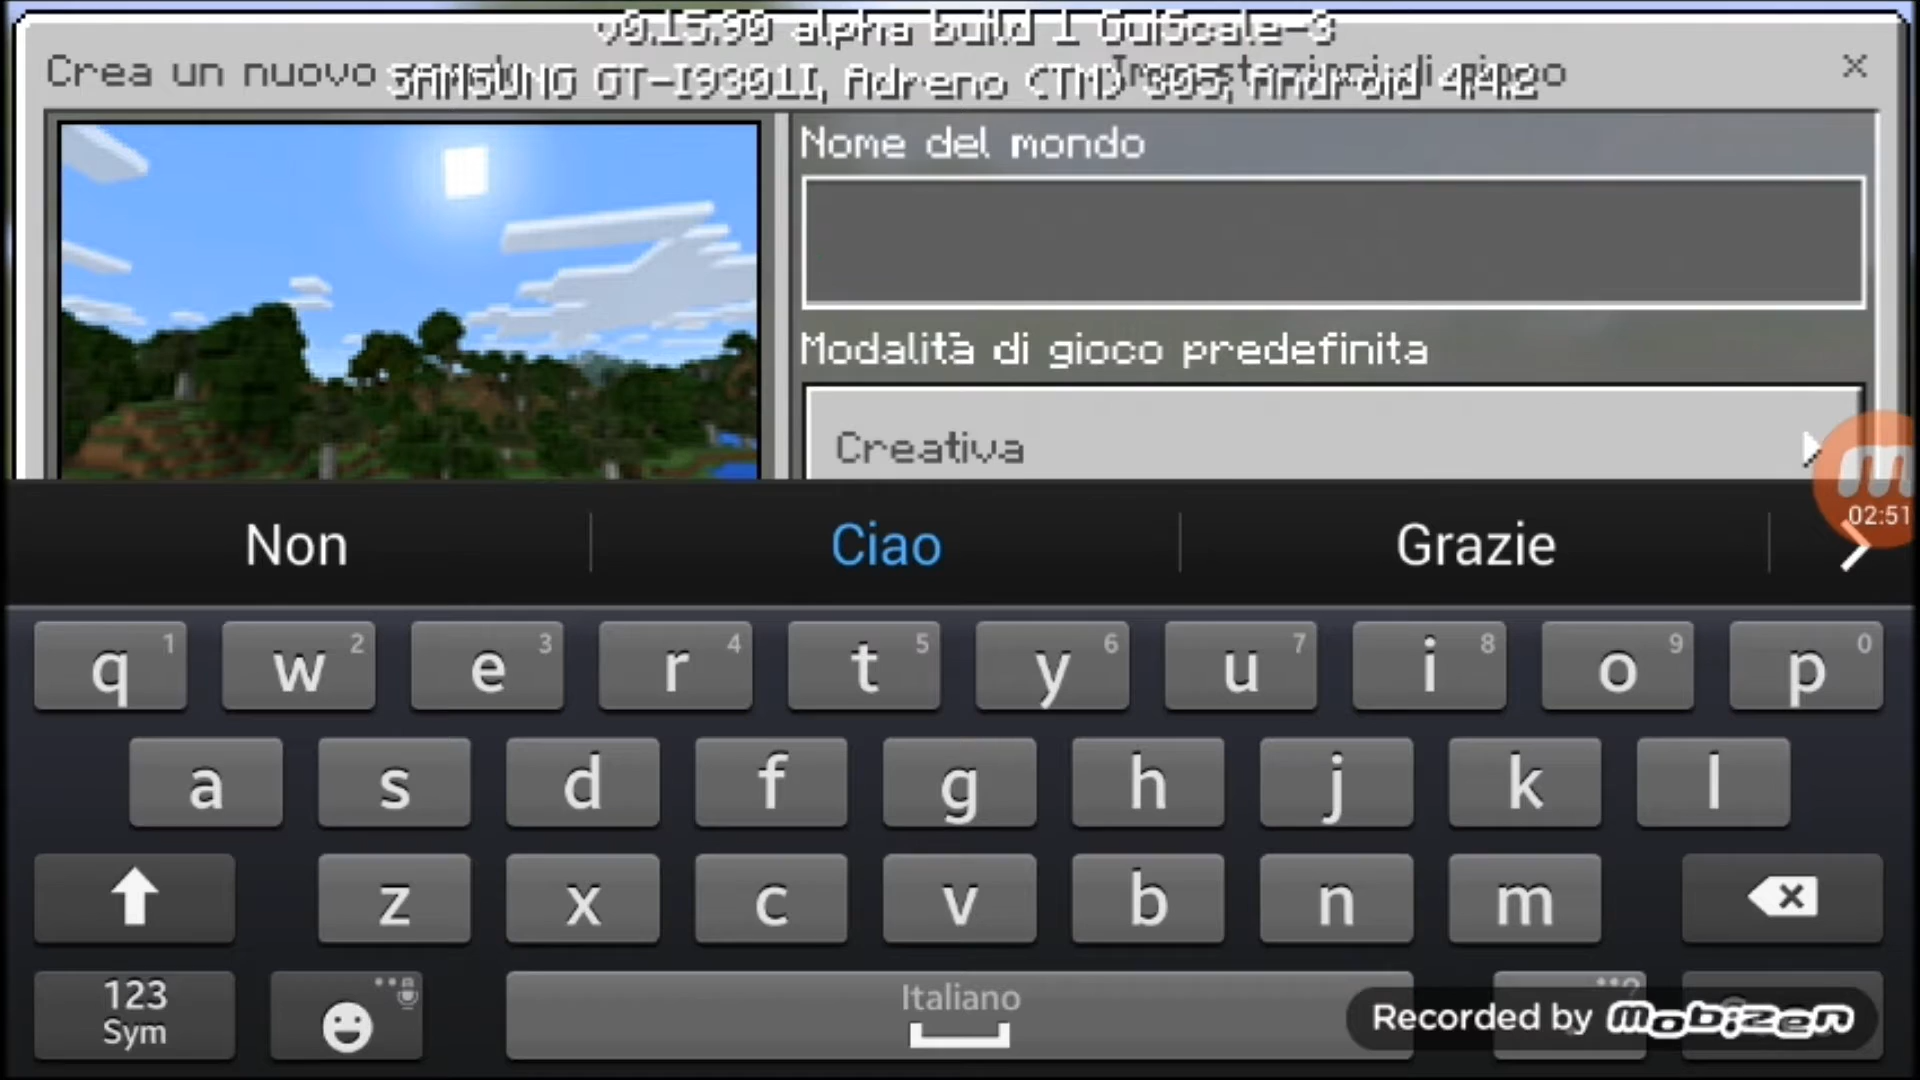 v0.15.90 alpha build 1 GuiScale-3
SAMSUNG GT-I9301I, Adreno (TM) 305, Android 4.4.2
Crea un nuovo
di gioco
×
Nome del mondo
Modalità di gioco predefinita
Creativa
02:51
Non
Ciao
Grazie
q 1 w 2 e 3 r 4 t 5 y 6 u 7 i 8 o 9 p 0
a s d f g h j k l
z x c v b n m
123
Sym
Italiano
Recorded by mobizen